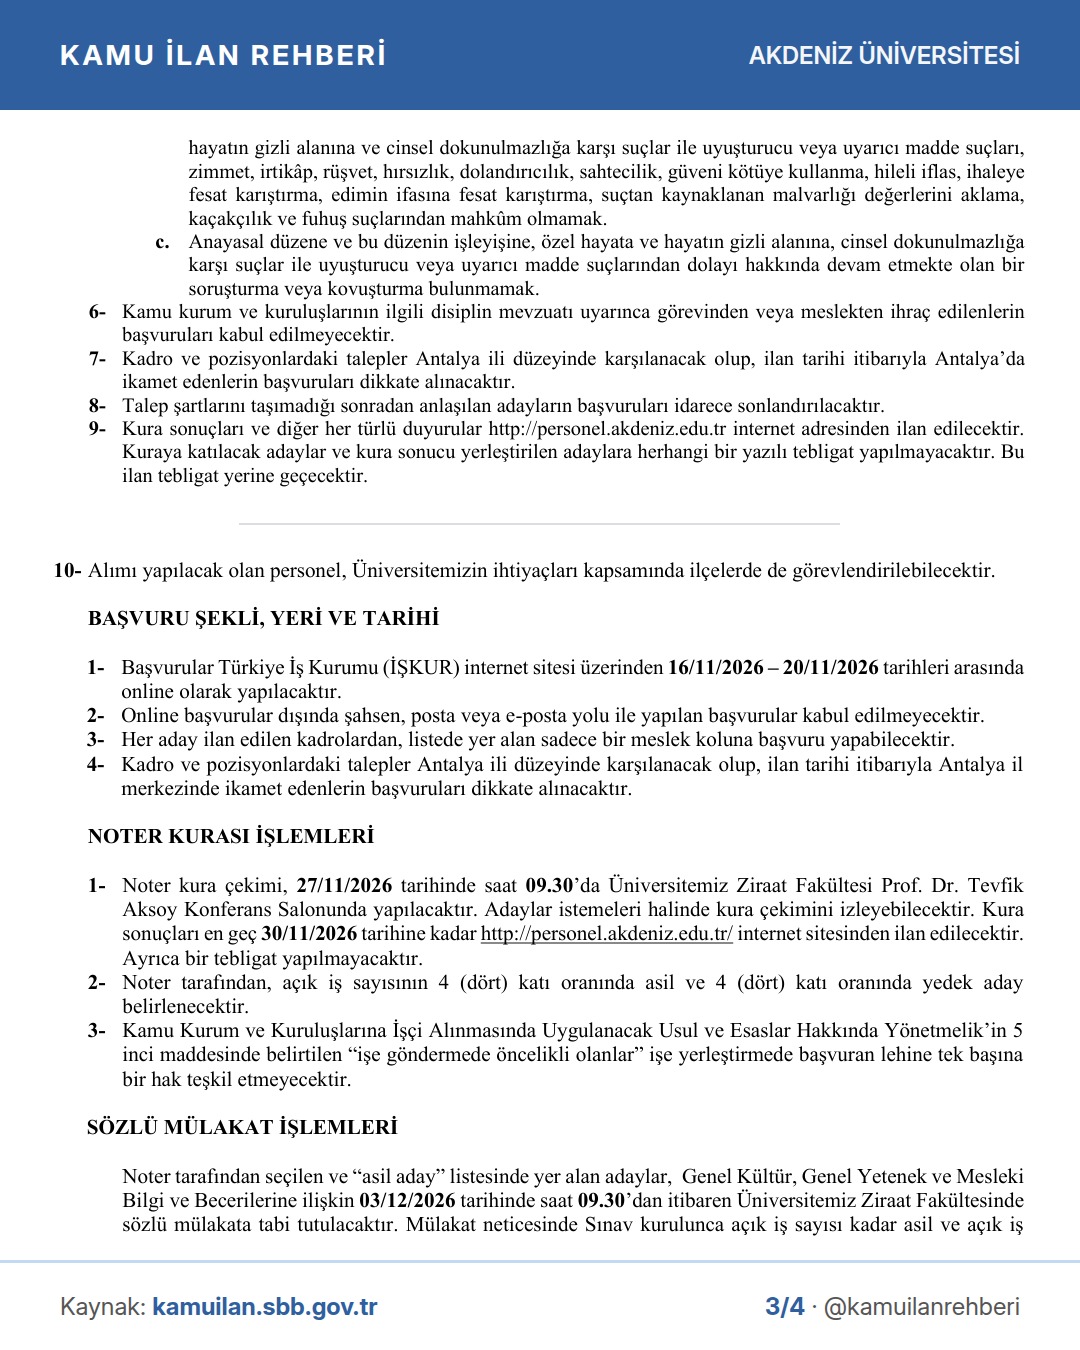 KAMU İLAN REHBERİ
AKDENİZ ÜNİVERSİTESİ
hayatın gizli alanına ve cinsel dokunulmazlığa karşı suçlar ile uyuşturucu veya uyarıcı madde suçları,
zimmet, irtikâp, rüşvet, hırsızlık, dolandırıcılık, sahtecilik, güveni kötüye kullanma, hileli iflas, ihaleye
fesat karıştırma, edimin ifasına fesat karıştırma, suçtan kaynaklanan malvarlığı değerlerini aklama,
kaçakçılık ve fuhuş suçlarından mahkûm olmamak.
c. Anayasal düzene ve bu düzenin işleyişine, özel hayata ve hayatın gizli alanına, cinsel dokunulmazlığa
karşı suçlar ile uyuşturucu veya uyarıcı madde suçlarından dolayı hakkında devam etmekte olan bir
soruşturma veya kovuşturma bulunmamak.
6- Kamu kurum ve kuruluşlarının ilgili disiplin mevzuatı uyarınca görevinden veya meslekten ihraç edilenlerin
başvuruları kabul edilmeyecektir.
7- Kadro ve pozisyonlardaki talepler Antalya ili düzeyinde karşılanacak olup, ilan tarihi itibarıyla Antalya’da
ikamet edenlerin başvuruları dikkate alınacaktır.
8- Talep şartlarını taşımadığı sonradan anlaşılan adayların başvuruları idarece sonlandırılacaktır.
9- Kura sonuçları ve diğer her türlü duyurular http://personel.akdeniz.edu.tr internet adresinden ilan edilecektir.
Kuraya katılacak adaylar ve kura sonucu yerleştirilen adaylara herhangi bir yazılı tebligat yapılmayacaktır. Bu
ilan tebligat yerine geçecektir.
10- Alımı yapılacak olan personel, Üniversitemizin ihtiyaçları kapsamında ilçelerde de görevlendirilebilecektir.
BAŞVURU ŞEKLİ, YERİ VE TARİHİ
1- Başvurular Türkiye İş Kurumu (İŞKUR) internet sitesi üzerinden 16/11/2026 – 20/11/2026 tarihleri arasında
online olarak yapılacaktır.
2- Online başvurular dışında şahsen, posta veya e-posta yolu ile yapılan başvurular kabul edilmeyecektir.
3- Her aday ilan edilen kadrolardan, listede yer alan sadece bir meslek koluna başvuru yapabilecektir.
4- Kadro ve pozisyonlardaki talepler Antalya ili düzeyinde karşılanacak olup, ilan tarihi itibarıyla Antalya il
merkezinde ikamet edenlerin başvuruları dikkate alınacaktır.
NOTER KURASI İŞLEMLERİ
1- Noter kura çekimi, 27/11/2026 tarihinde saat 09.30’da Üniversitemiz Ziraat Fakültesi Prof. Dr. Tevfik
Aksoy Konferans Salonunda yapılacaktır. Adaylar istemeleri halinde kura çekimini izleyebilecektir. Kura
sonuçları en geç 30/11/2026 tarihine kadar http://personel.akdeniz.edu.tr/ internet sitesinden ilan edilecektir.
Ayrıca bir tebligat yapılmayacaktır.
2- Noter tarafından, açık iş sayısının 4 (dört) katı oranında asil ve 4 (dört) katı oranında yedek aday
belirlenecektir.
3- Kamu Kurum ve Kuruluşlarına İşçi Alınmasında Uygulanacak Usul ve Esaslar Hakkında Yönetmelik’in 5
inci maddesinde belirtilen “işe göndermede öncelikli olanlar” işe yerleştirmede başvuran lehine tek başına
bir hak teşkil etmeyecektir.
SÖZLÜ MÜLAKAT İŞLEMLERİ
Noter tarafından seçilen ve “asil aday” listesinde yer alan adaylar, Genel Kültür, Genel Yetenek ve Mesleki
Bilgi ve Becerilerine ilişkin 03/12/2026 tarihinde saat 09.30’dan itibaren Üniversitemiz Ziraat Fakültesinde
sözlü mülakata tabi tutulacaktır. Mülakat neticesinde Sınav kurulunca açık iş sayısı kadar asil ve açık iş
Kaynak: kamuilan.sbb.gov.tr
3/4 · @kamuilanrehberi